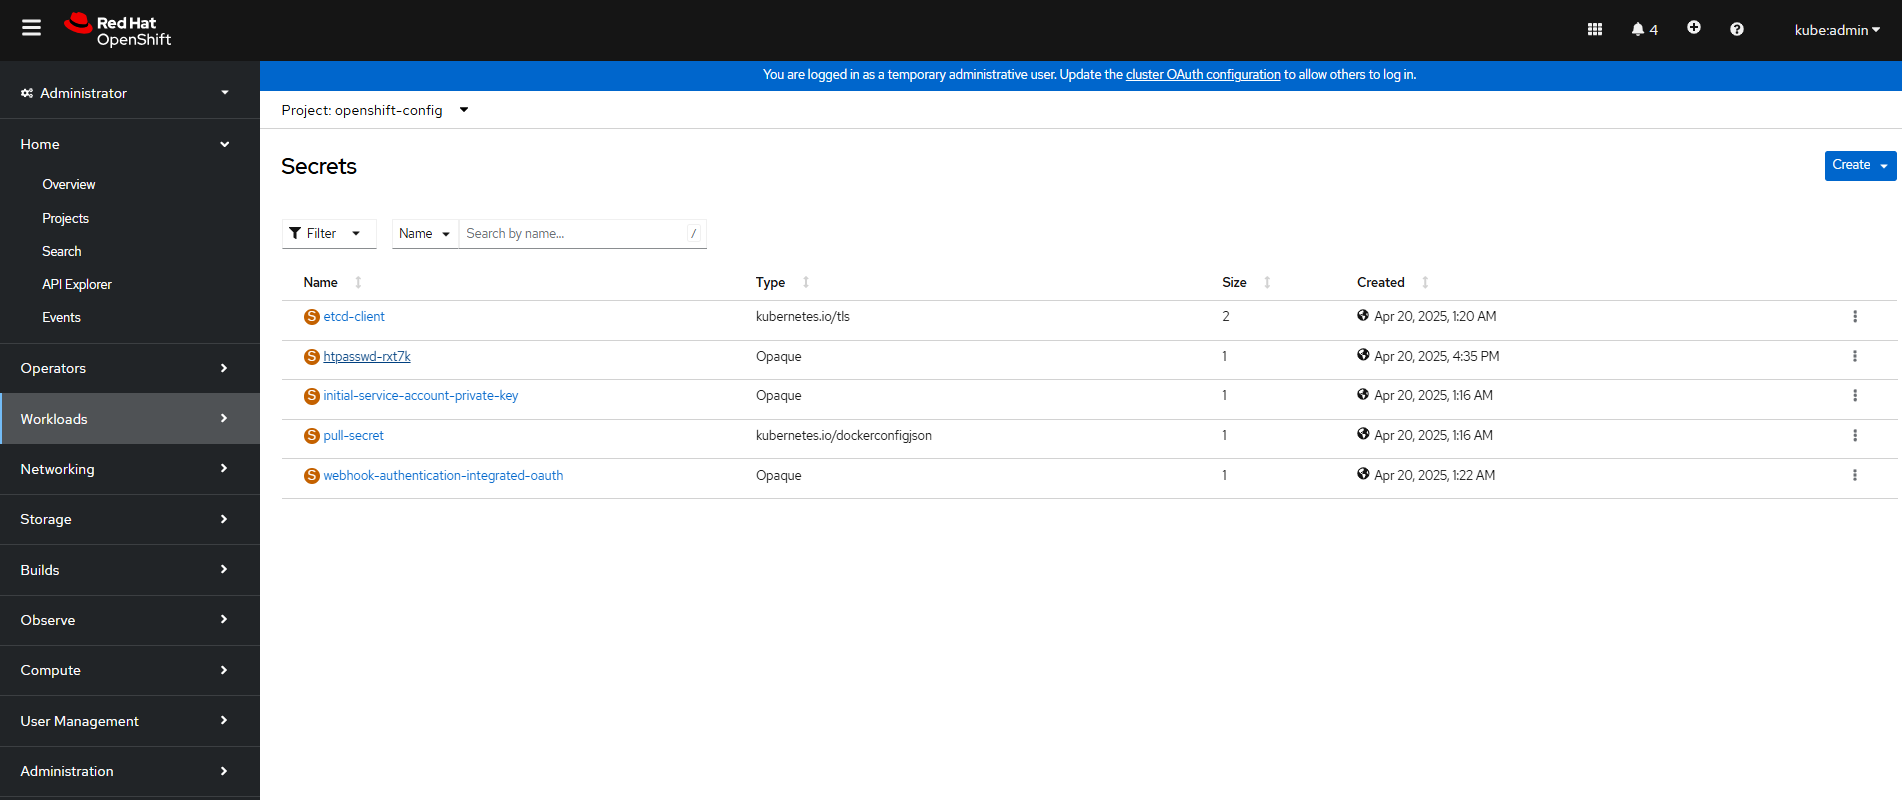 Red Hat
OpenShift
4
kube:admin
You are logged in as a temporary administrative user. Update the cluster OAuth configuration to allow others to log in.
Administrator
Home
Overview
Projects
Search
API Explorer
Events
Operators
Workloads
Networking
Storage
Builds
Observe
Compute
User Management
Administration
Project: openshift-config
Secrets
Create
Filter
Name
Search by name...
/
Name Type Size Created
S etcd-client kubernetes.io/tls 2 Apr 20, 2025, 1:20 AM
S htpasswd-rxt7k Opaque 1 Apr 20, 2025, 4:35 PM
S initial-service-account-private-key Opaque 1 Apr 20, 2025, 1:16 AM
S pull-secret kubernetes.io/dockerconfigjson 1 Apr 20, 2025, 1:16 AM
S webhook-authentication-integrated-oauth Opaque 1 Apr 20, 2025, 1:22 AM